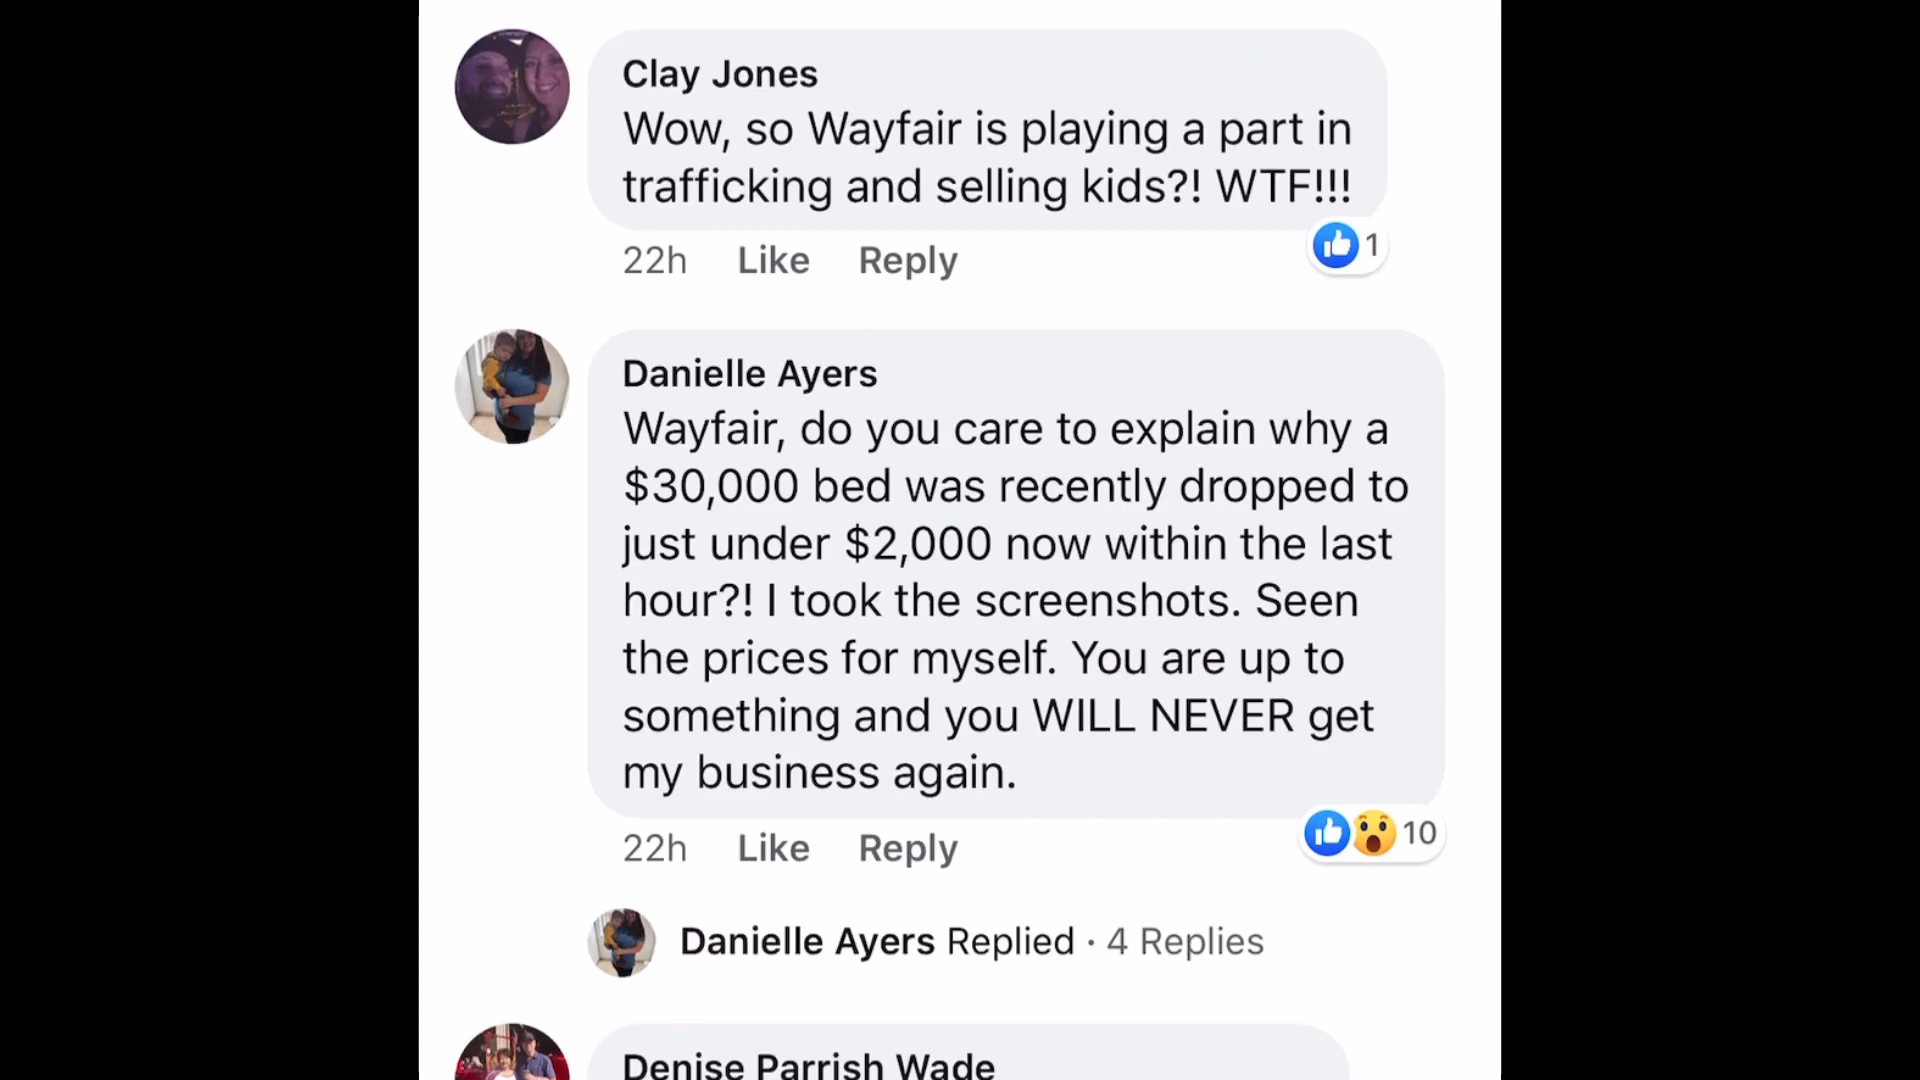 Clay Jones
Wow, so Wayfair is playing a part in
trafficking and selling kids?! WTF!!!
22h Like Reply 1
Danielle Ayers
Wayfair, do you care to explain why a
$30,000 bed was recently dropped to
just under $2,000 now within the last
hour?! I took the screenshots. Seen
the prices for myself. You are up to
something and you WILL NEVER get
my business again.
22h Like Reply 10
Danielle Ayers Replied · 4 Replies
Denise Parrish Wade